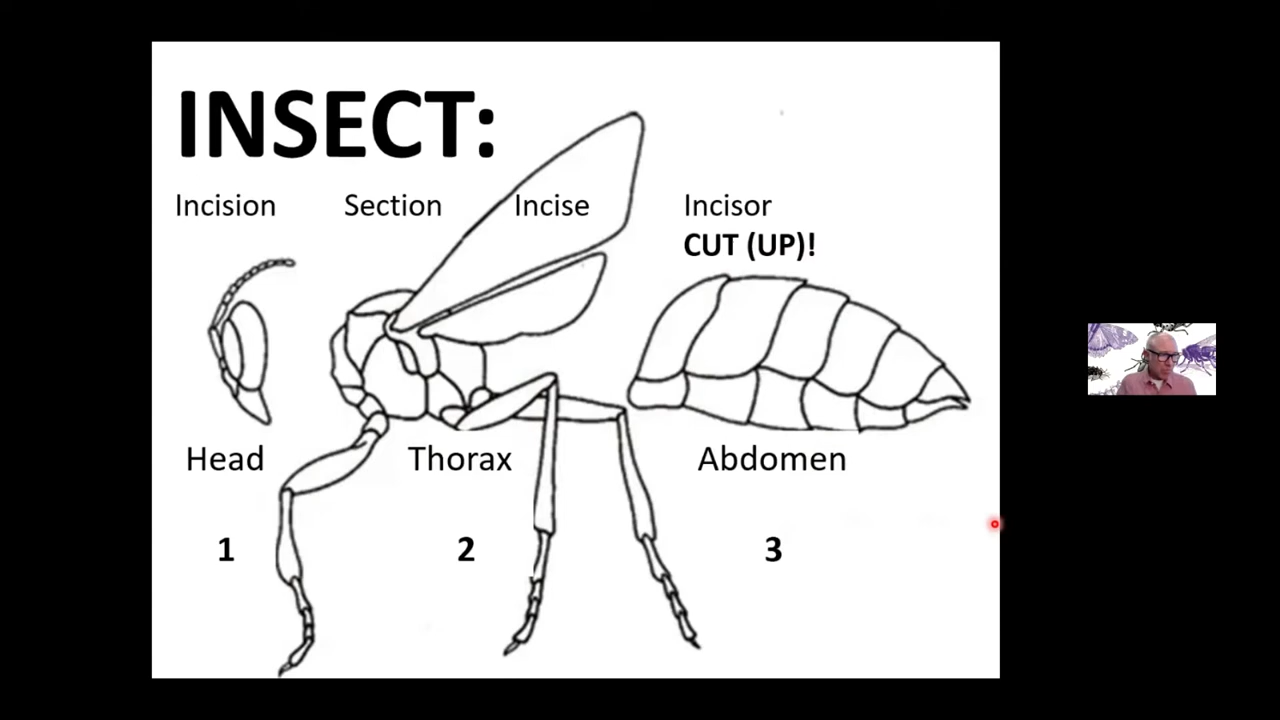 INSECT:
Incision Section Incise Incisor
CUT (UP)!
Head Thorax Abdomen
1 2 3